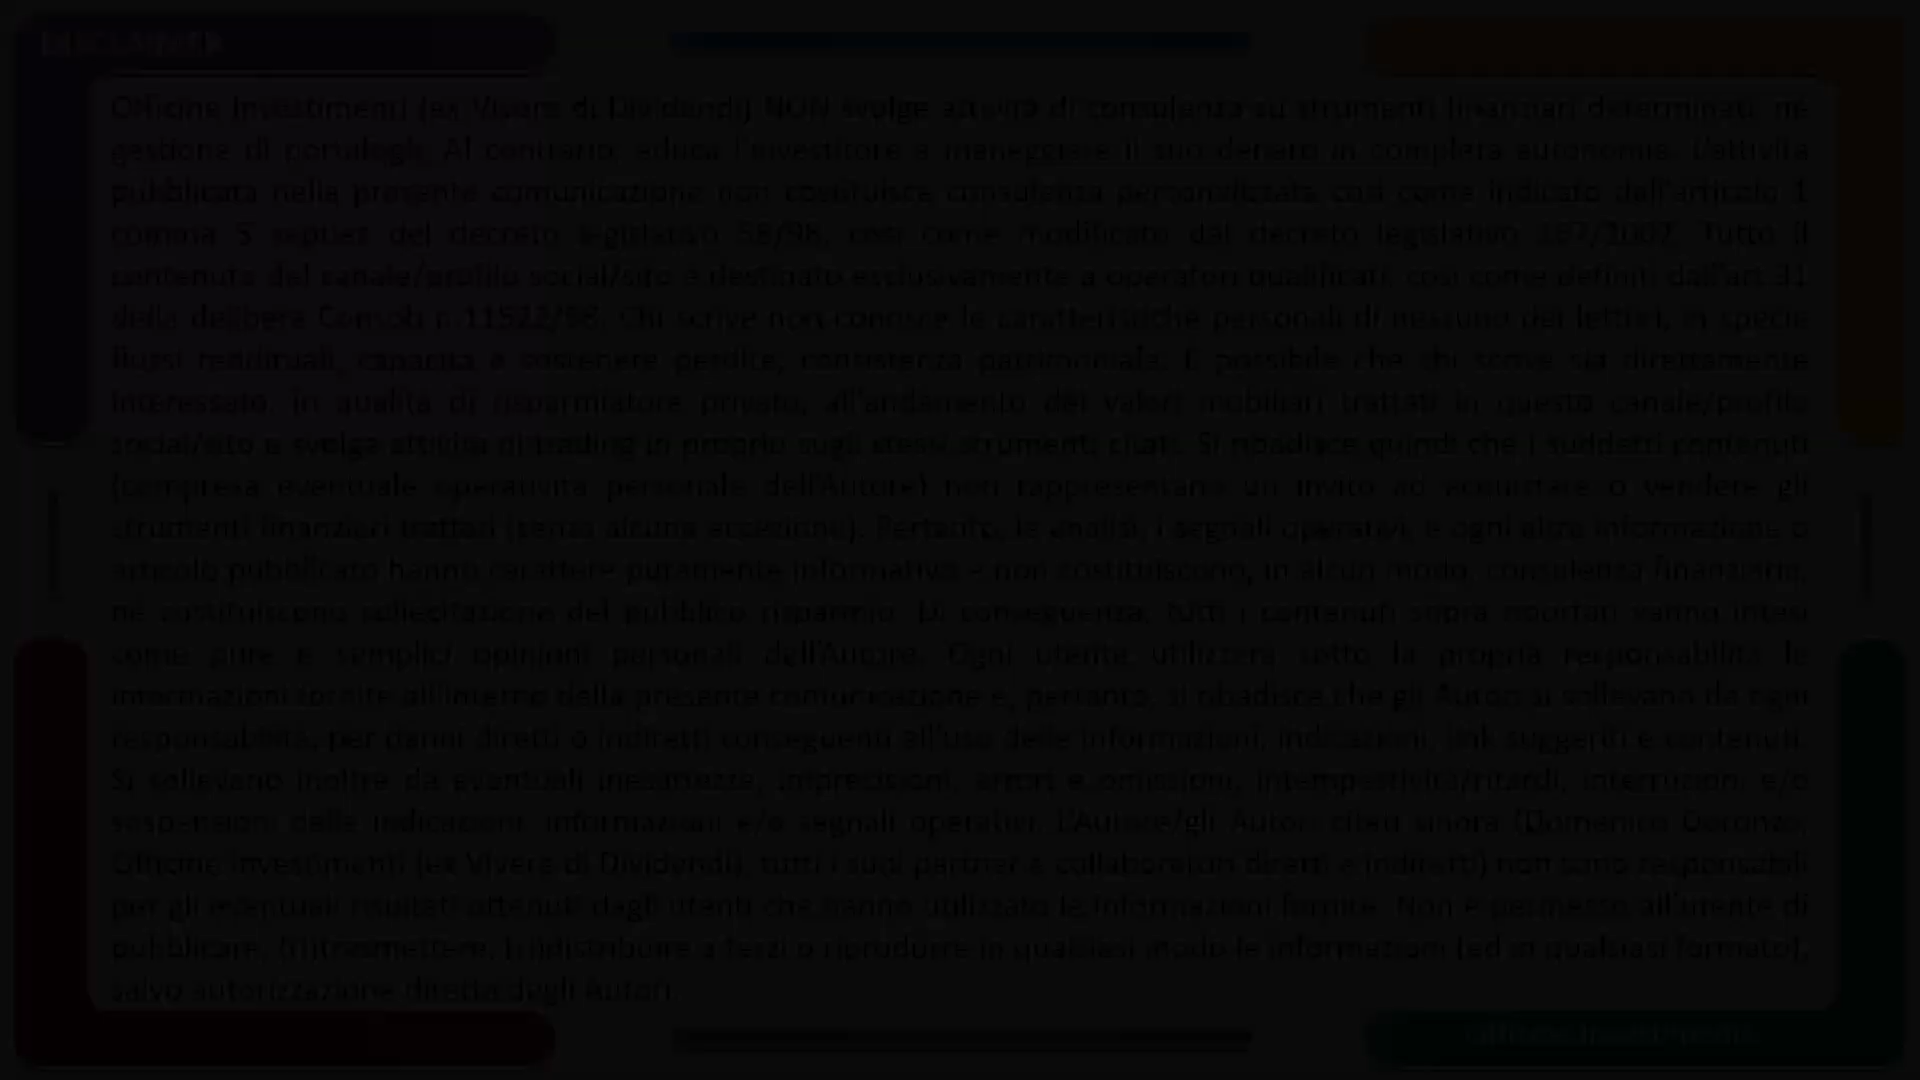 DISCLAIMER
Officine Investimenti (ex Vivere di Dividendi) NON svolge attività di consulenza su strumenti finanziari determinati, né
gestione di portafogli. Al contrario, educa l'investitore a maneggiare il suo denaro in completa autonomia. L'attività
pubblicata nella presente comunicazione non costituisce consulenza personalizzata così come indicato dall'articolo 1
comma 5 septies del decreto legislativo 58/98, così come modificato dal decreto legislativo 167/2007. Tutto il
contenuto del canale/profilo social/sito è destinato esclusivamente a operatori qualificati, così come definiti dall'art.31
della delibera Consob n.11522/98. Chi scrive non conosce le caratteristiche personali di nessuno dei lettori, in specie
flussi reddituali, capacità a sostenere perdite, consistenza patrimoniale. È possibile che chi scrive sia direttamente
interessato, in qualità di risparmiatore privato, all'andamento dei valori mobiliari trattati in questo canale/profilo
social/sito e svolga attività di trading in proprio sugli stessi strumenti citati. Si ribadisce quindi che i suddetti contenuti
(compresa eventuale operatività personale dell'Autore) non rappresentano un invito ad acquistare o vendere gli
strumenti finanziari trattati (senza alcuna eccezione). Pertanto, le analisi, i segnali operativi, e ogni altra informazione o
articolo pubblicato hanno carattere puramente informativo e non costituiscono, in alcun modo, consulenza finanziaria,
né costituiscono sollecitazione del pubblico risparmio. Di conseguenza, tutti i contenuti sopra riportati vanno intesi
come pure e semplici opinioni personali dell'Autore. Ogni utente utilizzerà sotto la propria responsabilità le
informazioni fornite all'interno della presente comunicazione e, pertanto, si ribadisce che gli Autori si sollevano da ogni
responsabilità, per danni diretti o indiretti conseguenti all'uso delle informazioni, indicazioni, link suggeriti e contenuti.
Si sollevano inoltre da eventuali inesattezze, imprecisioni, errori e omissioni, intempestività/ritardi, interruzioni e/o
sospensioni dalle indicazioni, informazioni e/o segnali operativi. L'Autore/gli Autori citati sinora (Domenico
Officine Investimenti (ex Vivere di Dividendi), tutti i suoi partner e collaboratori diretti e indiretti) non sono responsabili
per gli eventuali risultati ottenuti dagli utenti che hanno utilizzato le informazioni fornite. Non è permesso all'utente di
pubblicare, (ri)trasmettere, (ri)distribuire a terzi o riprodurre in qualsiasi modo le informazioni (ed in qualsiasi formato),
salvo autorizzazione diretta degli Autori.